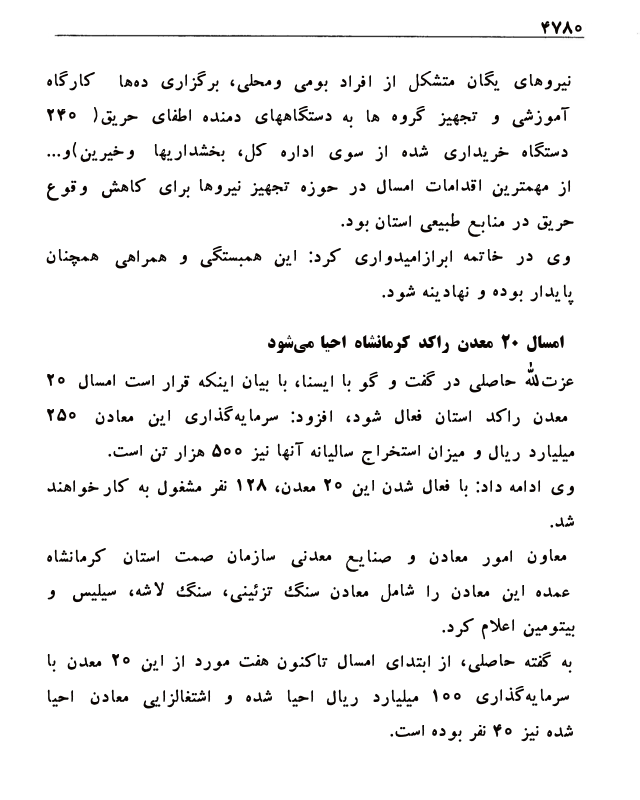 ۴۷۸۰
نیروهای یگان متشکل از افراد بومی ومحلی، برگزاری ده‌ها کارگاه
آموزشی و تجهیز گروه ها به دستگاههای دمنده اطفای حریق( ۲۴۰
دستگاه خریداری شده از سوی اداره کل، بخشداریها وخیرین)و...
از مهمترین اقدامات امسال در حوزه تجهیز نیروها برای کاهش وقوع
حریق در منابع طبیعی استان بود.
وی در خاتمه ابرازامیدواری کرد: این همبستگی و همراهی همچنان
پایدار بوده و نهادینه شود.
امسال ۲۰ معدن راکد کرمانشاه احیا می‌شود
عزت‌الله حاصلی در گفت و گو با ایسنا، با بیان اینکه قرار است امسال ۲۰
معدن راکد استان فعال شود، افزود: سرمایه‌گذاری این معادن ۲۵۰
میلیارد ریال و میزان استخراج سالیانه آنها نیز ۵۰۰ هزار تن است.
وی ادامه داد: با فعال شدن این ۲۰ معدن، ۱۲۸ نفر مشغول به کار خواهند
شد.
معاون امور معادن و صنایع معدنی سازمان صمت استان کرمانشاه
عمده این معادن را شامل معادن سنگ تزئینی، سنگ لاشه، سیلیس و
بیتومین اعلام کرد.
به گفته حاصلی، از ابتدای امسال تاکنون هفت مورد از این ۲۰ معدن با
سرمایه‌گذاری ۱۰۰ میلیارد ریال احیا شده و اشتغالزایی معادن احیا
شده نیز ۴۰ نفر بوده است.